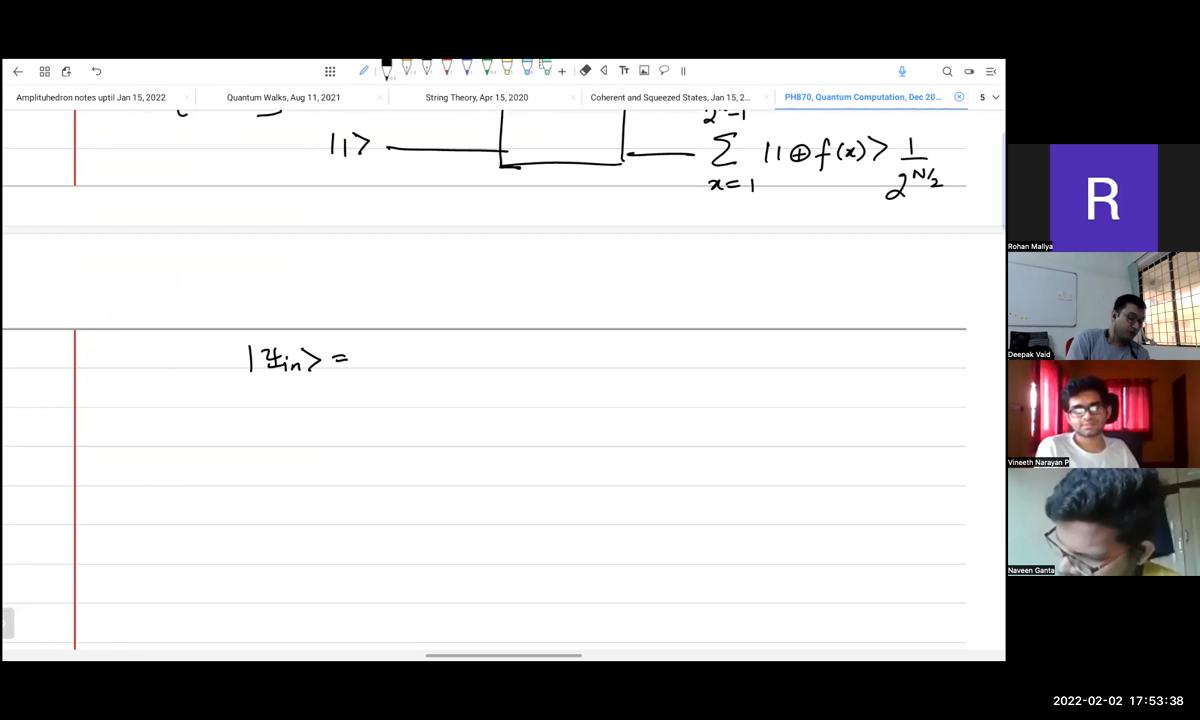 Amplituhedron notes uptil Jan 15, 2022
Quantum Walks, Aug 11, 2021
String Theory, Apr 15, 2020
Coherent and Squeezed States, Jan 15, 2...
PH870, Quantum Computation, Dec 20...
5
|1> Σ |1⊕f(x)> 1/2^N/2
x=1
|Ψin> =
R
Rohan Mallya
Deepak Vaid
Vineeth Narayan P
Naveen Ganta
2022-02-02 17:53:38